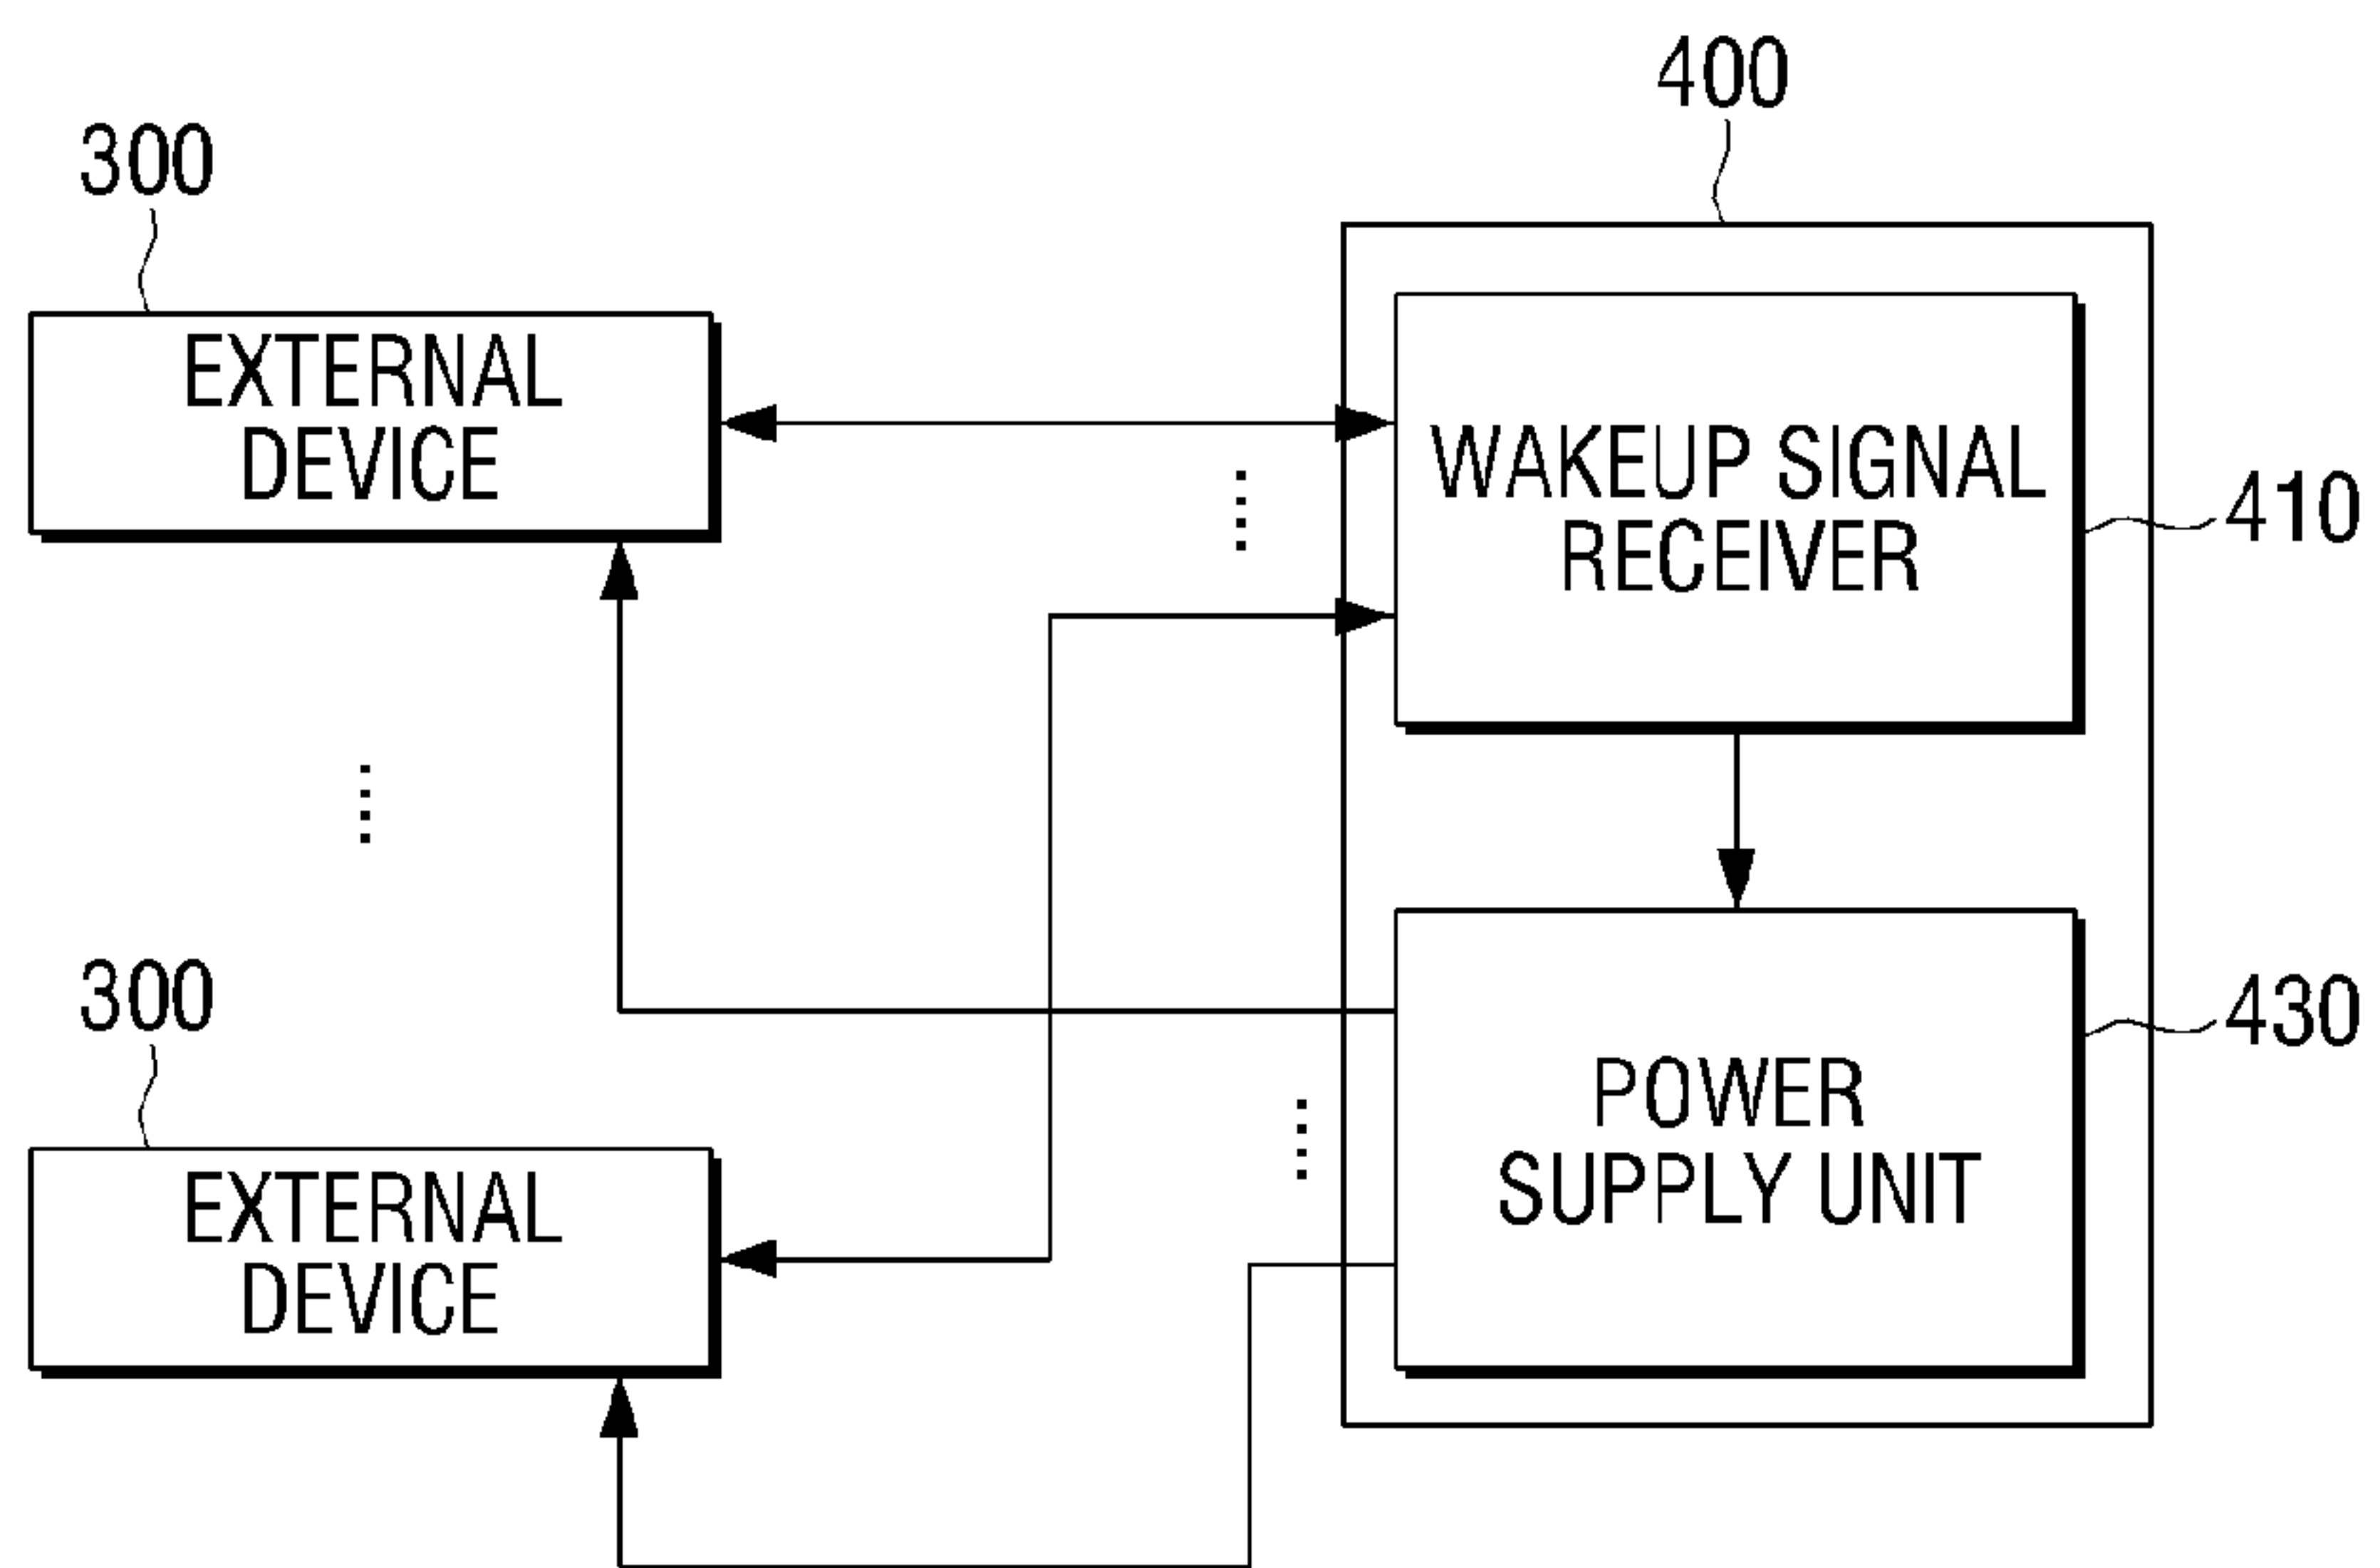 400
300
EXTERNAL
DEVICE
WAKEUP SIGNAL
RECEIVER
410
300
430
EXTERNAL
DEVICE
POWER
SUPPLY UNIT